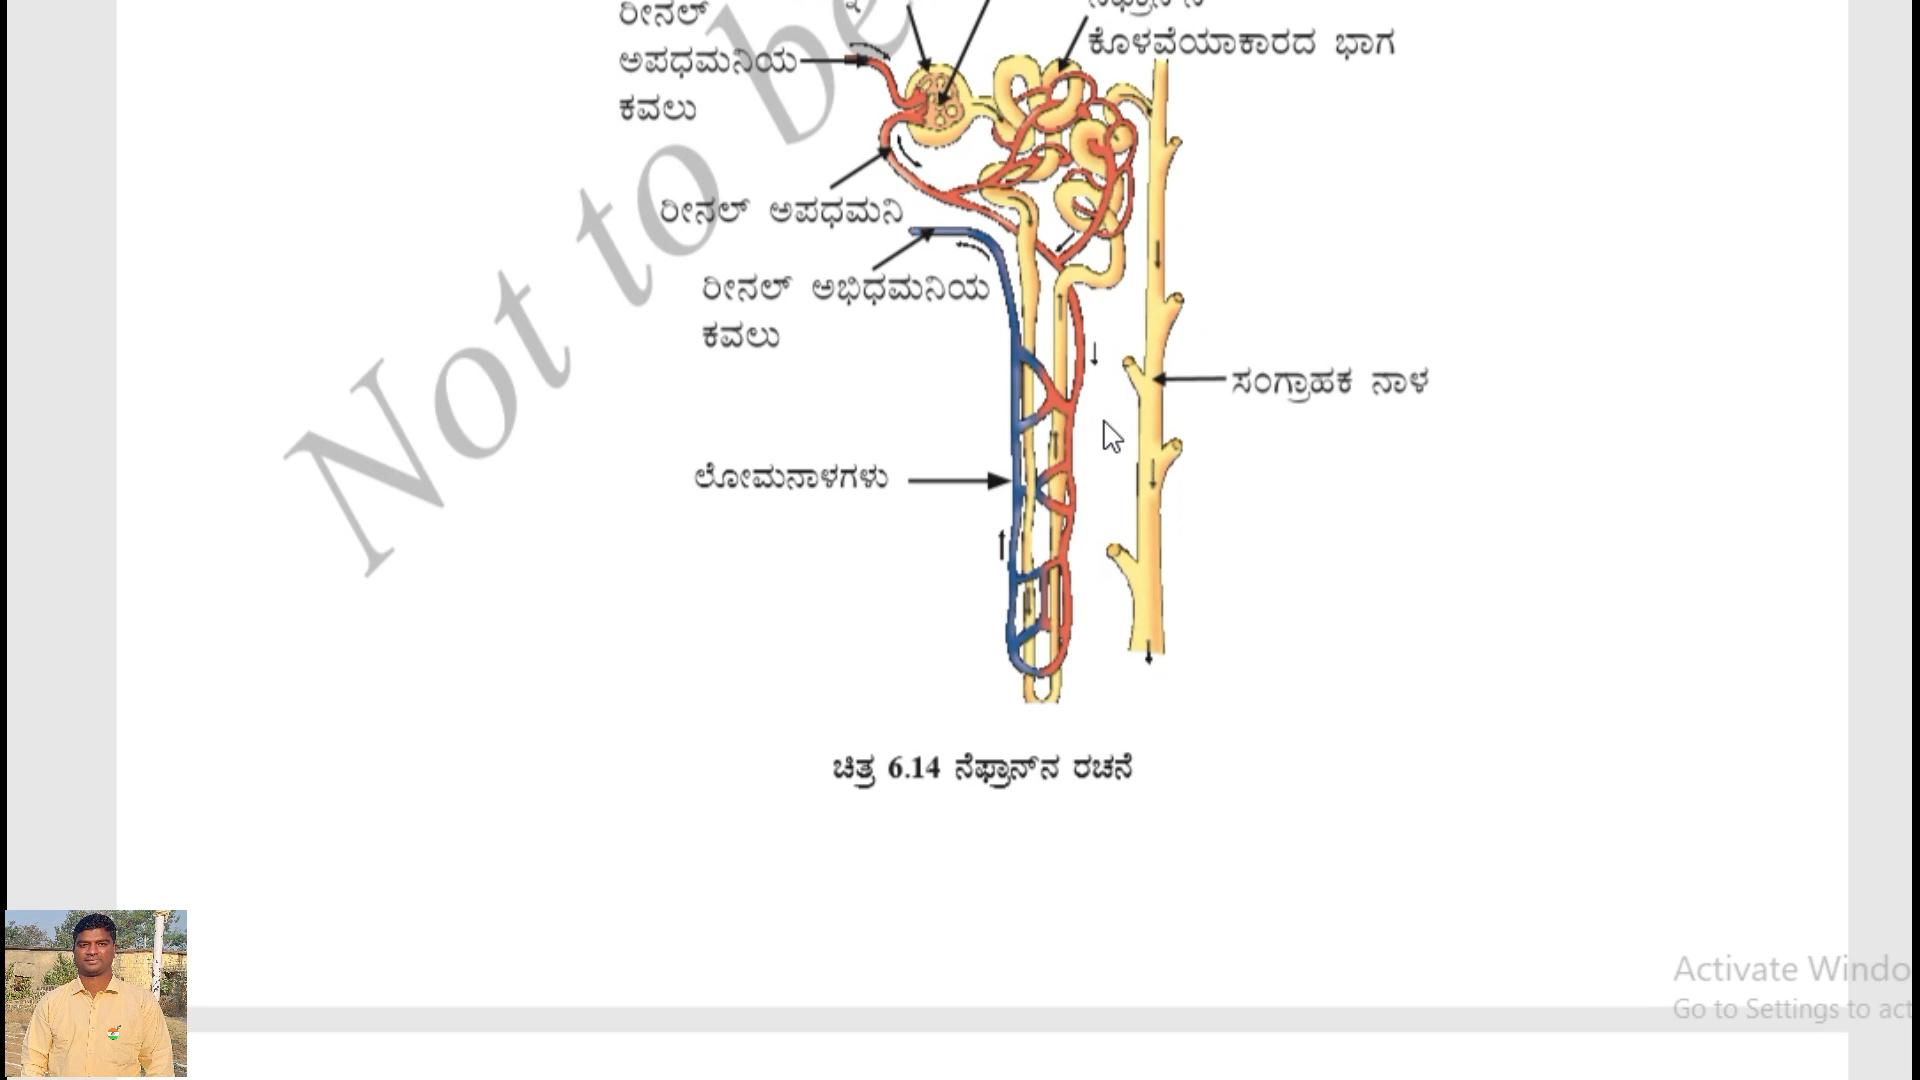 ರೀನಲ್
ಅಪಧಮನಿಯ
ಕವಲು
ಕೊಳವೆಯಾಕಾರದ ಭಾಗ
ರೀನಲ್ ಅಪಧಮನಿ
ರೀನಲ್ ಅಭಿಧಮನಿಯ
ಕವಲು
ಸಂಗ್ರಾಹಕ ನಾಳ
ಲೋಮನಾಳಗಳು
Not to be
ಚಿತ್ರ 6.14 ನೆಫ್ರಾನ್‌ನ ರಚನೆ
Activate Windo
Go to Settings to act